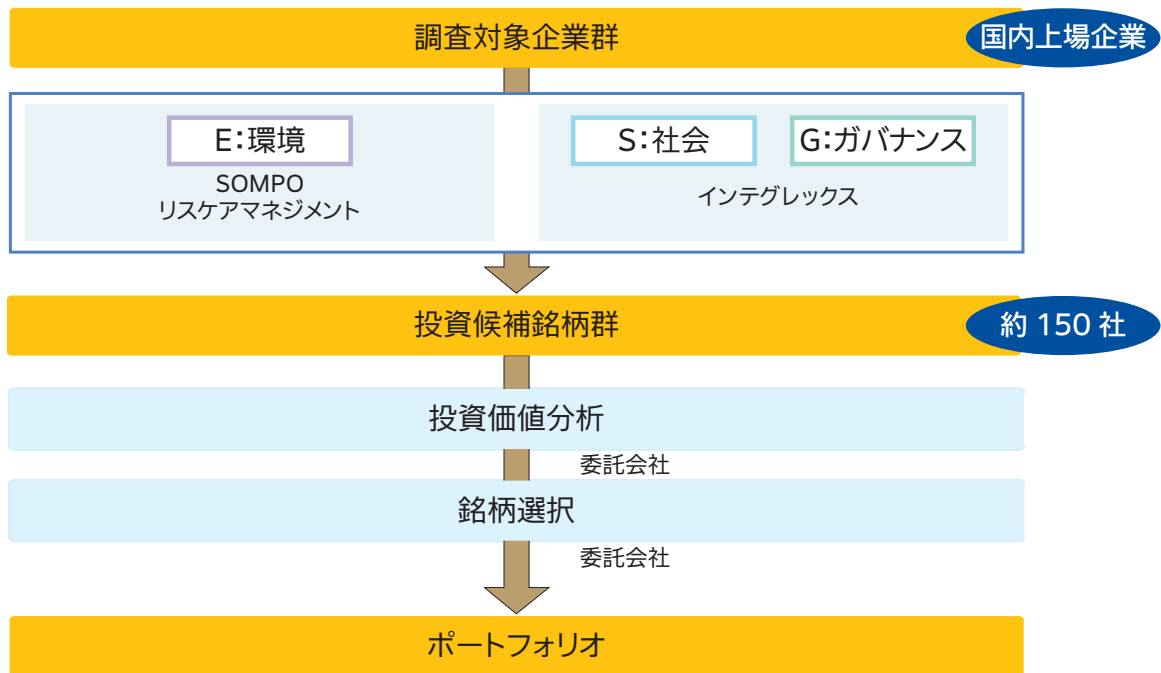 調査対象企業群
国内上場企業
E：環境
S：社会
G：ガバナンス
SOMPO
リスケアマネジメント
インテグレックス
投資候補銘柄群
約 150 社
投資価値分析
委託会社
銘柄選択
委託会社
ポートフォリオ